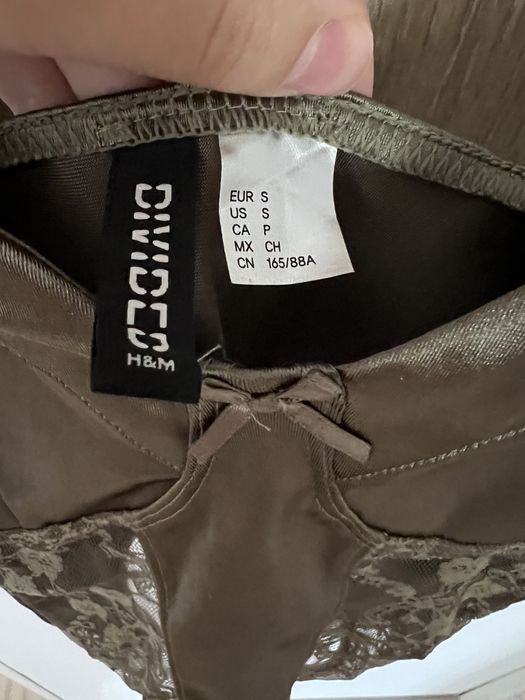 DIVIDED
H&M
EUR S
US S
CA P
MX CH
CN 165/88A